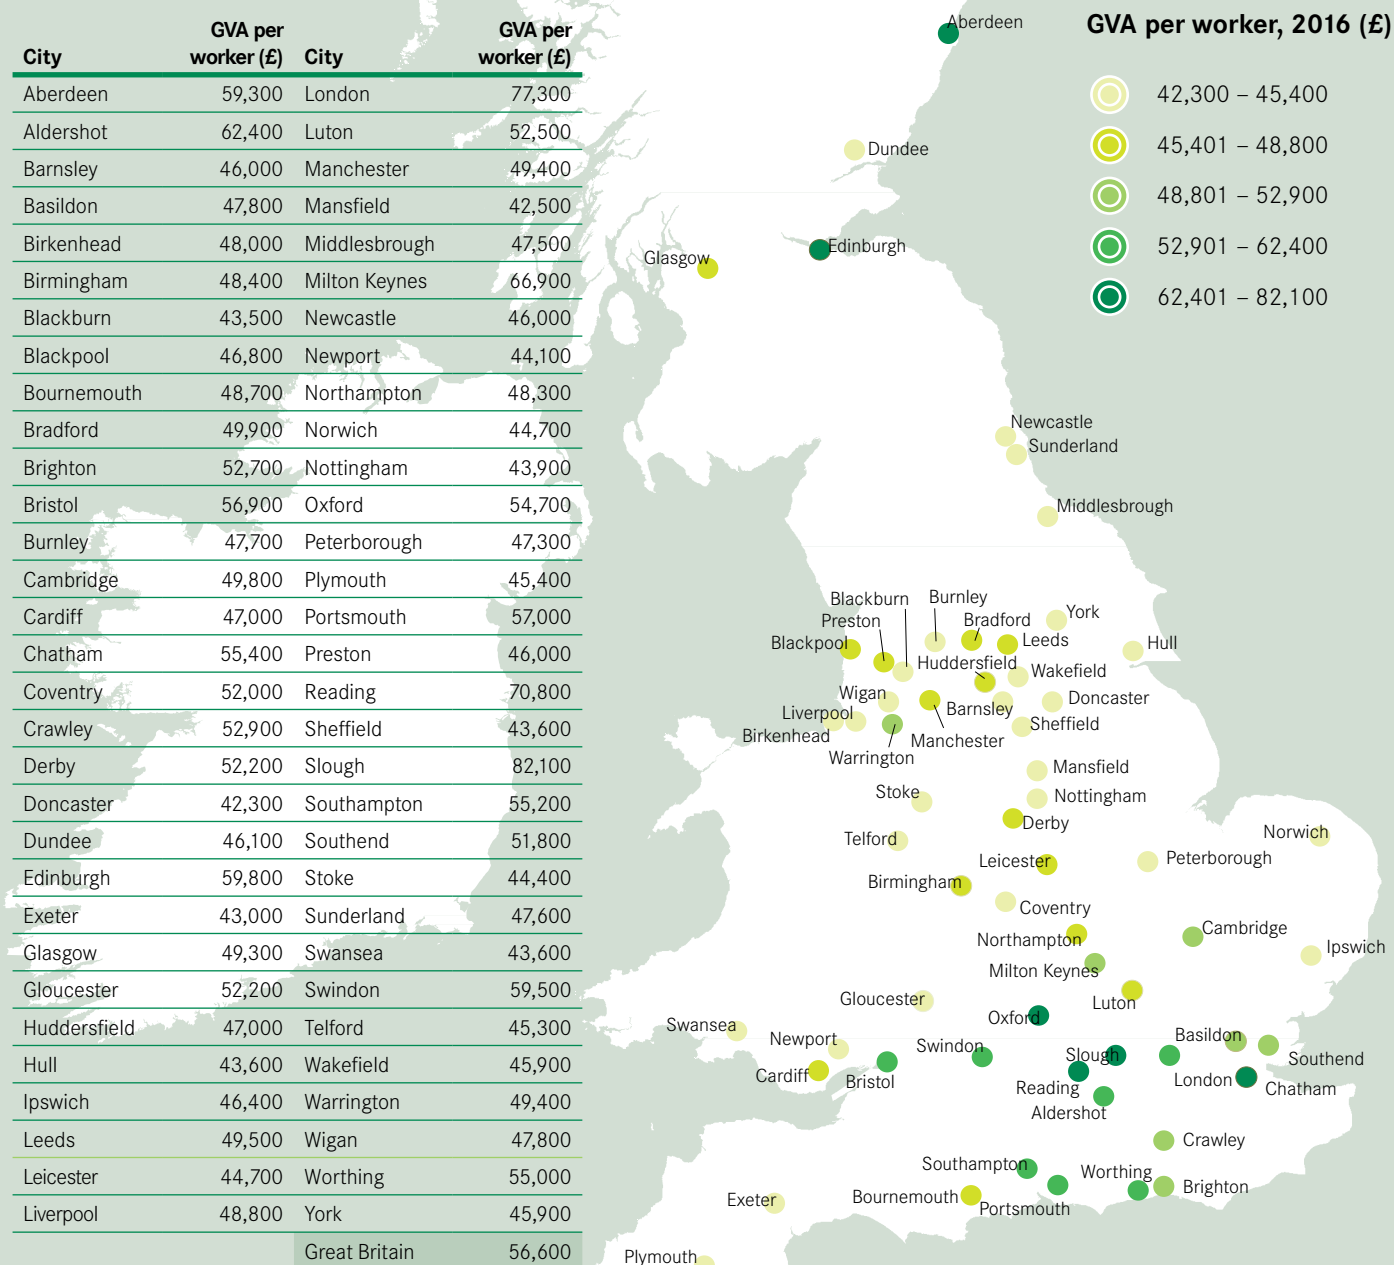 City GVA per worker (£) City GVA per worker (£)
Aberdeen 59,300 London 77,300
Aldershot 62,400 Luton 52,500
Barnsley 46,000 Manchester 49,400
Basildon 47,800 Mansfield 42,500
Birkenhead 48,000 Middlesbrough 47,500
Birmingham 48,400 Milton Keynes 66,900
Blackburn 43,500 Newcastle 46,000
Blackpool 46,800 Newport 44,100
Bournemouth 48,700 Northampton 48,300
Bradford 49,900 Norwich 44,700
Brighton 52,700 Nottingham 43,900
Bristol 56,900 Oxford 54,700
Burnley 47,700 Peterborough 47,300
Cambridge 49,800 Plymouth 45,400
Cardiff 47,000 Portsmouth 57,000
Chatham 55,400 Preston 46,000
Coventry 52,000 Reading 70,800
Crawley 52,900 Sheffield 43,600
Derby 52,200 Slough 82,100
Doncaster 42,300 Southampton 55,200
Dundee 46,100 Southend 51,800
Edinburgh 59,800 Stoke 44,400
Exeter 43,000 Sunderland 47,600
Glasgow 49,300 Swansea 43,600
Gloucester 52,200 Swindon 59,500
Huddersfield 47,000 Telford 45,300
Hull 43,600 Wakefield 45,900
Ipswich 46,400 Warrington 49,400
Leeds 49,500 Wigan 47,800
Leicester 44,700 Worthing 55,000
Liverpool 48,800 York 45,900
Great Britain 56,600
GVA per worker, 2016 (£)
42,300 – 45,400
45,401 – 48,800
48,801 – 52,900
52,901 – 62,400
62,401 – 82,100
Aberdeen
Dundee
Edinburgh
Glasgow
Newcastle
Sunderland
Middlesbrough
Blackburn
Burnley
Preston
Bradford
York
Blackpool
Leeds
Hull
Huddersfield
Wakefield
Wigan
Doncaster
Liverpool
Barnsley
Sheffield
Birkenhead
Manchester
Warrington
Mansfield
Stoke
Nottingham
Derby
Norwich
Telford
Leicester
Peterborough
Birmingham
Coventry
Cambridge
Northampton
Ipswich
Milton Keynes
Gloucester
Luton
Oxford
Swansea
Basildon
Newport
Swindon
Slough
Southend
Cardiff
Bristol
Reading
London
Chatham
Aldershot
Crawley
Southampton
Worthing
Brighton
Exeter
Bournemouth
Portsmouth
Plymouth